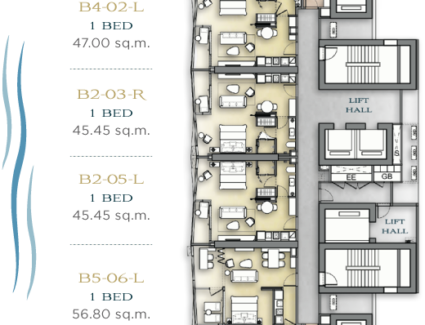 B4-02-L
1 BED
47.00 sq.m.
B2-03-R
1 BED
45.45 sq.m.
B2-05-L
1 BED
45.45 sq.m.
B5-06-L
1 BED
56.80 sq.m.
LIFT
HALL
EE
GB
LIFT
HALL